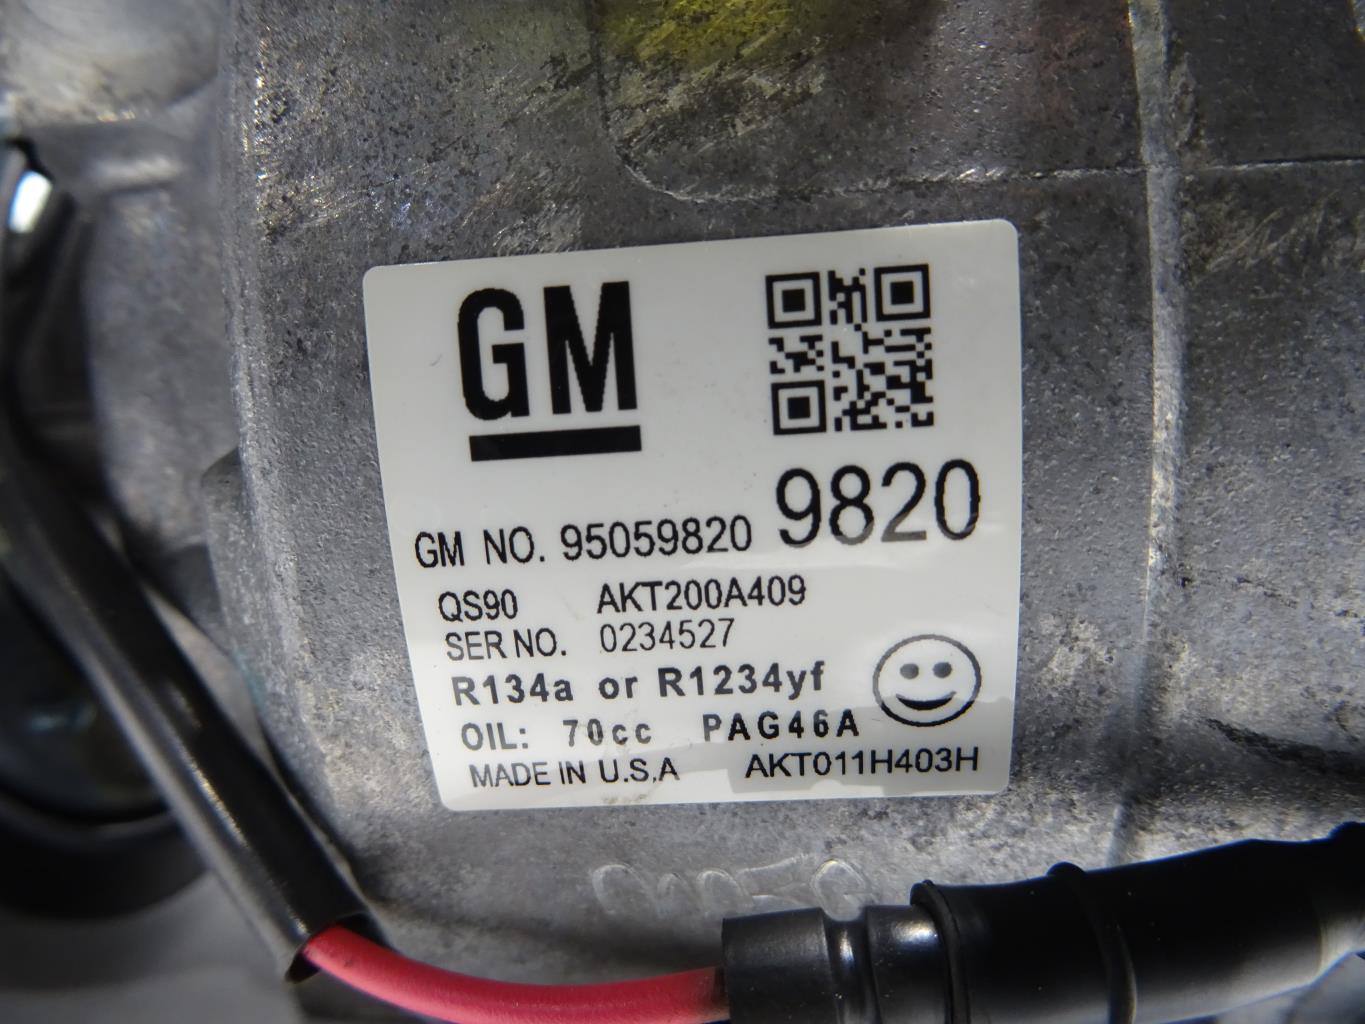 GM
9820
GM NO. 95059820
QS90 AKT200A409
SER NO. 0234527
R134a or R1234yf
OIL: 70cc PAG46A
MADE IN U.S.A AKT011H403H